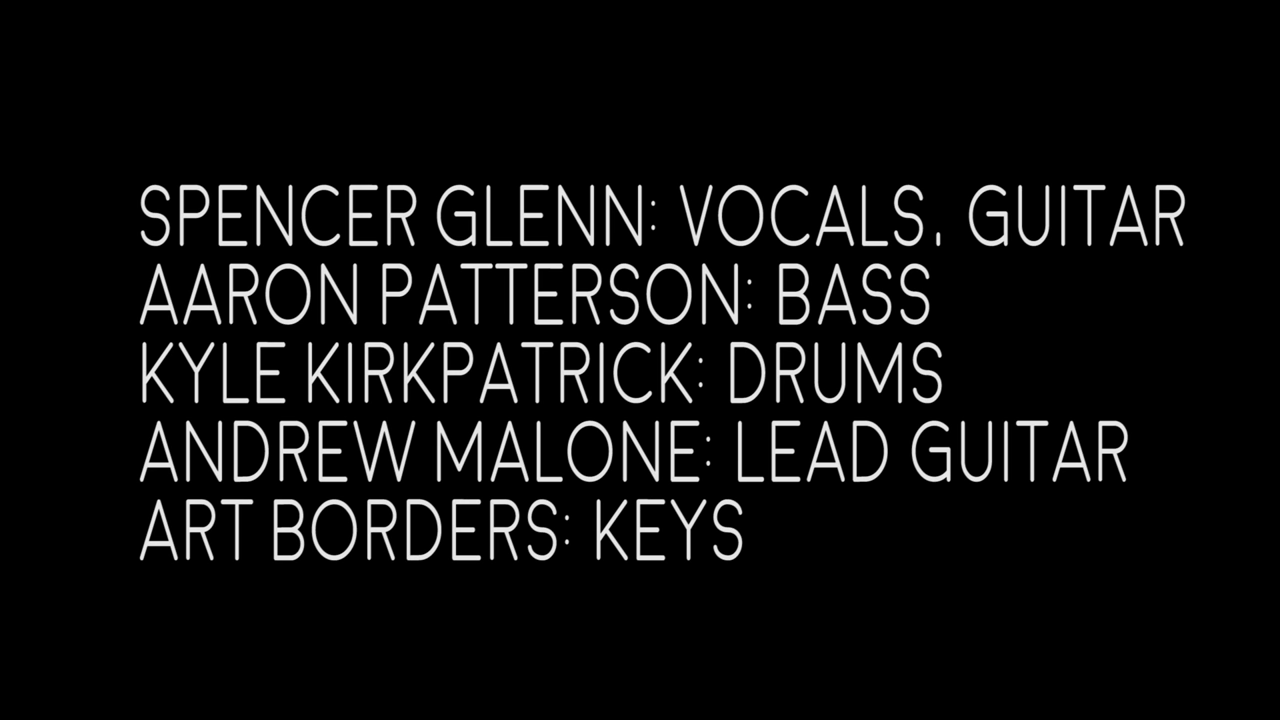 SPENCER GLENN: VOCALS, GUITAR
AARON PATTERSON: BASS
KYLE KIRKPATRICK: DRUMS
ANDREW MALONE: LEAD GUITAR
ART BORDERS: KEYS